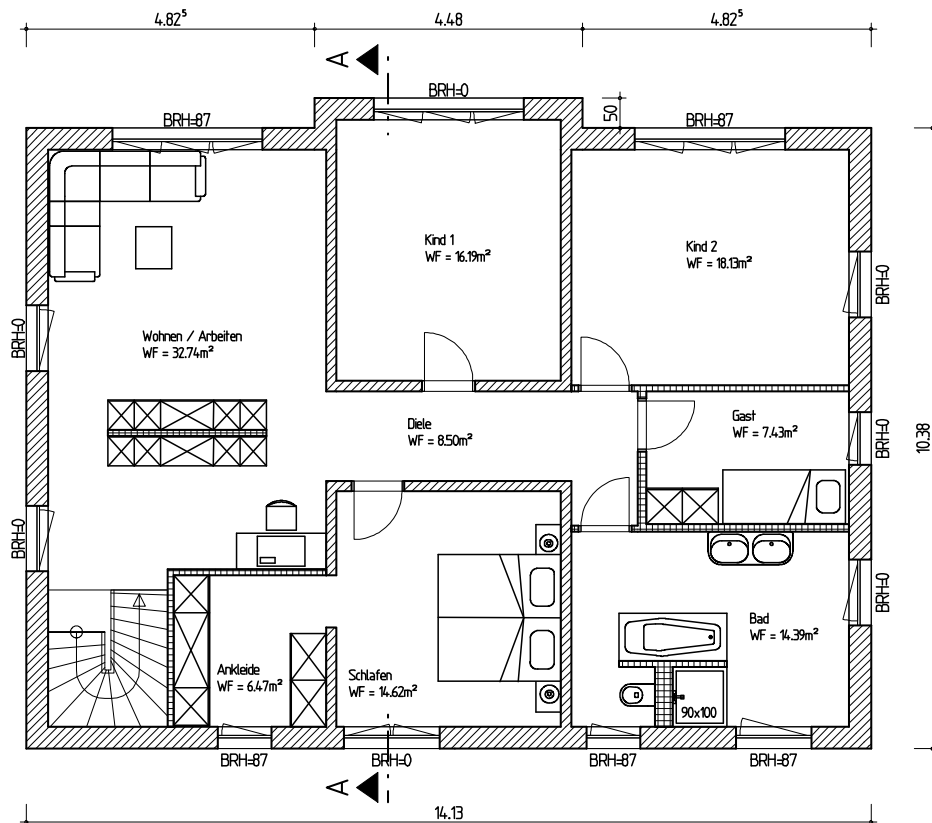 4.82⁵ 4.48 4.82⁵
A
BRH=0
BRH=87
50
BRH=87
Kind 1
WF = 16.19m²
Kind 2
WF = 18.13m²
BRH=0
BRH=0
Wohnen / Arbeiten
WF = 32.74m²
Diele
WF = 8.50m²
Gast
WF = 7.43m²
BRH=0
10.38
BRH=0
BRH=0
Bad
WF = 14.39m²
Ankleide
WF = 6.47m²
Schlafen
WF = 14.62m²
90x100
BRH=87
BRH=0
BRH=87
BRH=87
A
14.13